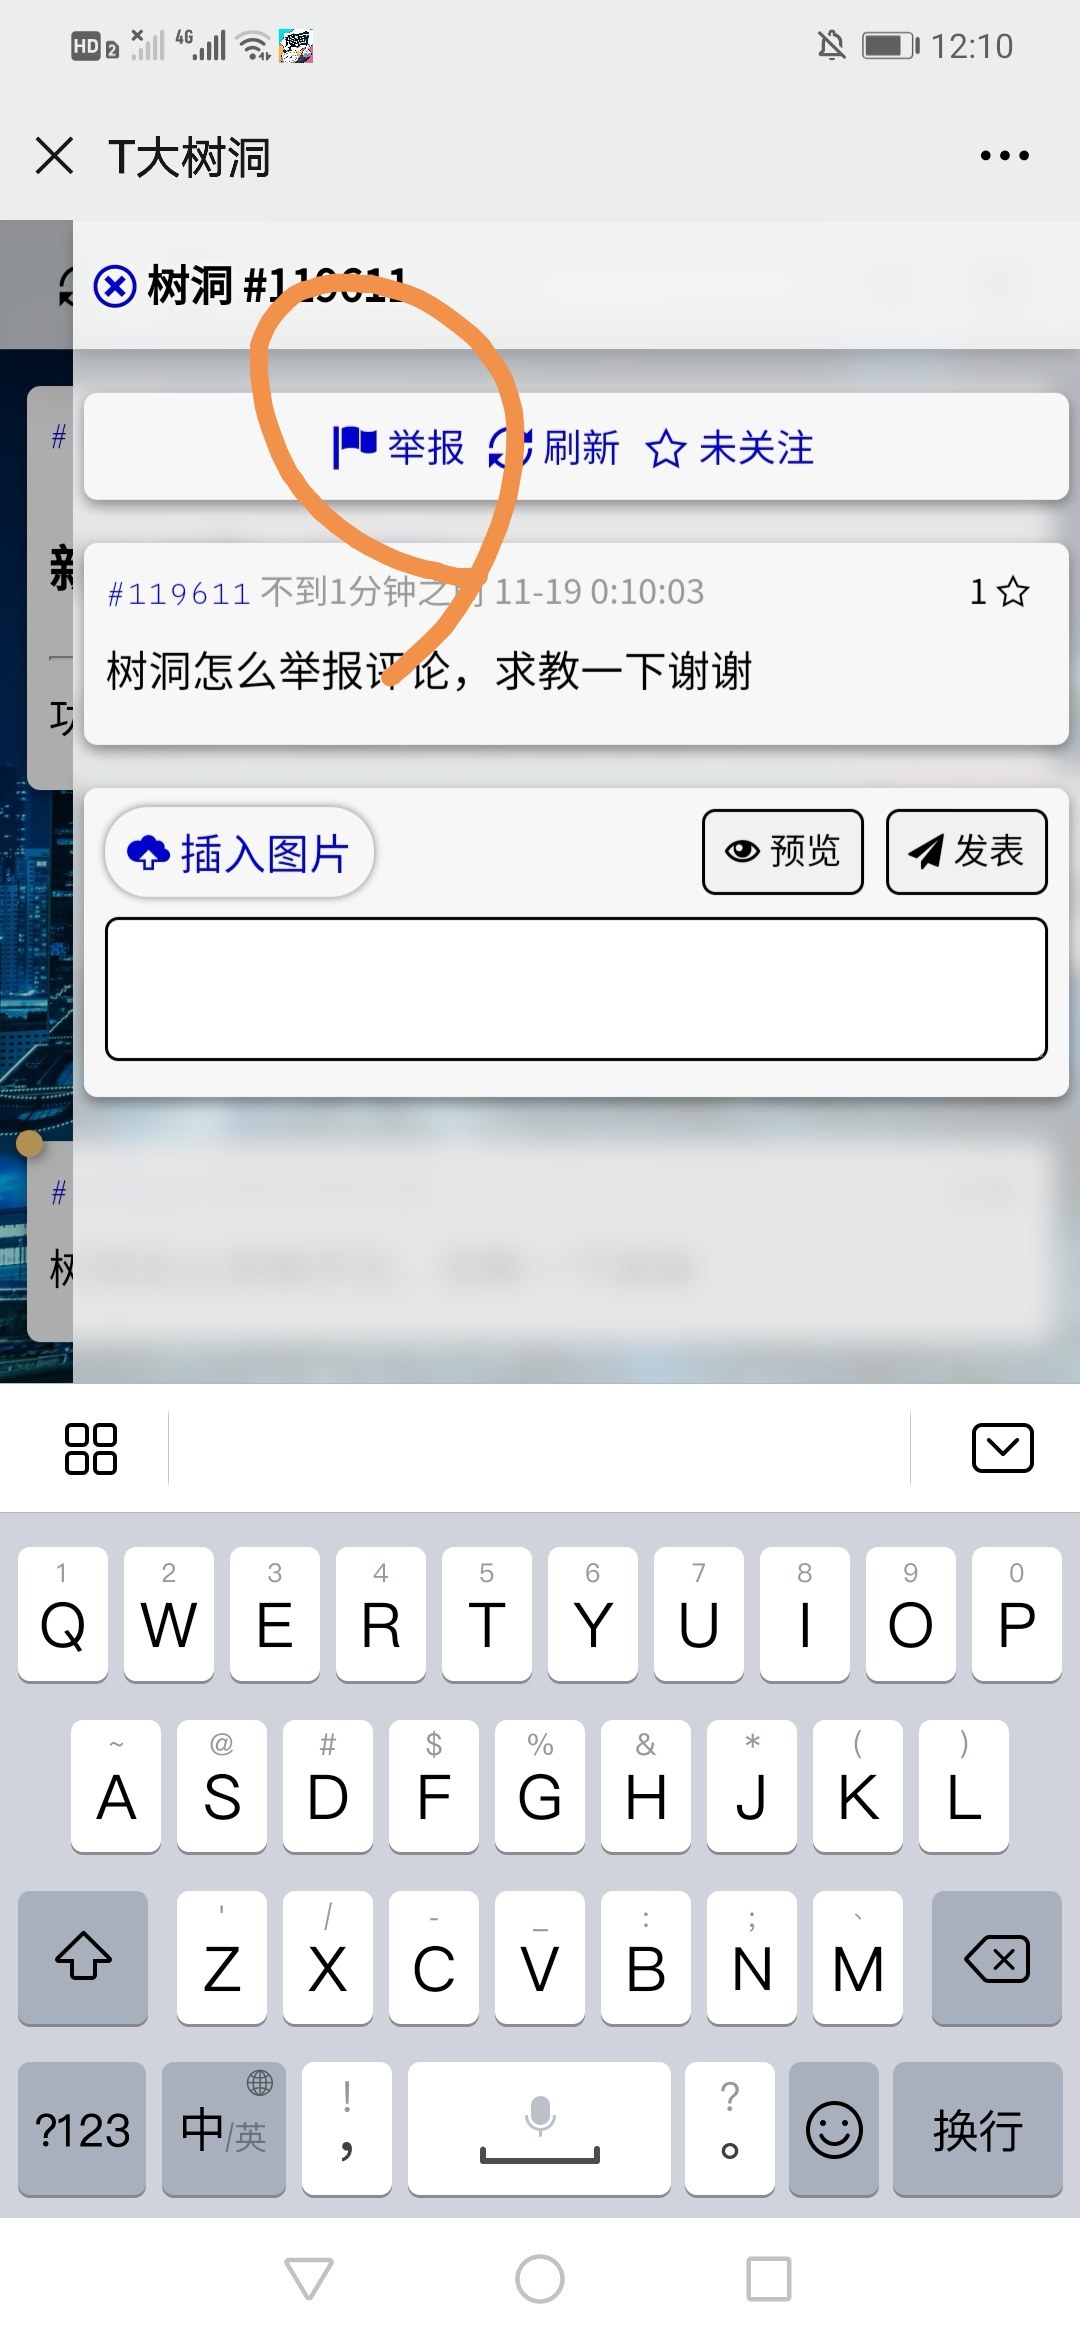 HD 2 4G 12:10
T大树洞
树洞 #119611
举报 刷新 未关注
#
新
#119611 不到1分钟之前 11-19 0:10:03 1
树洞怎么举报评论，求教一下谢谢
功
插入图片 预览 发表
#
树
1 2 3 4 5 6 7 8 9 0
Q W E R T Y U I O P
~ @ # $ % & * ( )
A S D F G H J K L
' / - _ : ; 、
Z X C V B N M
! ?
?123 中/英 , 。 换行